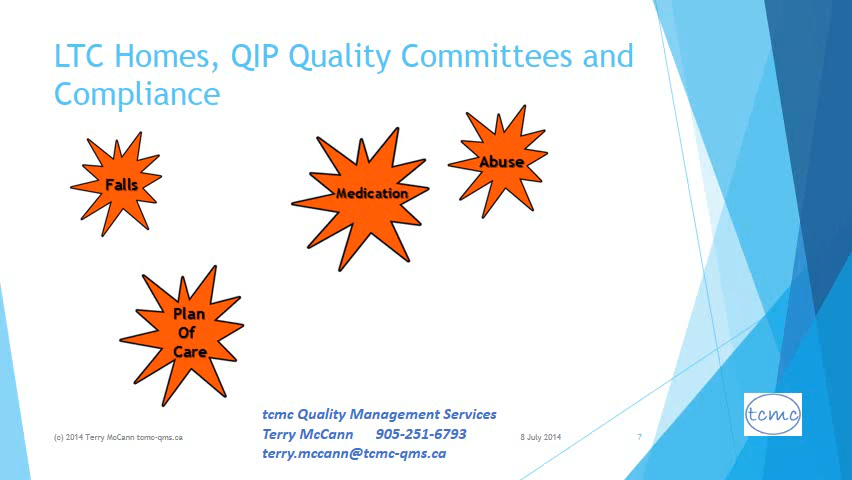 LTC Homes, QIP Quality Committees and
Compliance
Falls
Medication
Abuse
Plan
Of
Care
tcmc Quality Management Services
Terry McCann 905-251-6793
terry.mccann@tcmc-qms.ca
(c) 2014 Terry McCann tcmc-qms.ca
8 July 2014
7
tcmc